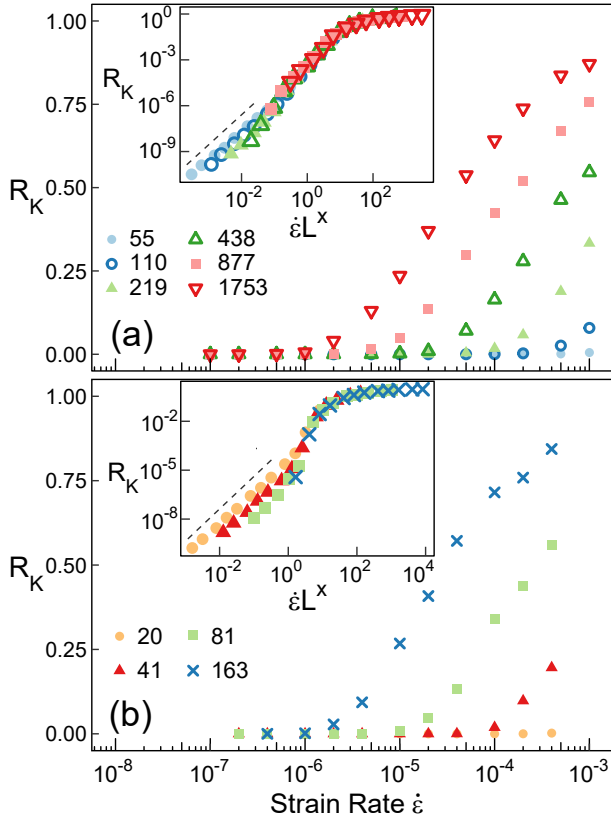 1.00
0.75
0.50
0.25
0.00
R_K
10^0
10^-3
10^-6
10^-9
R_K
10^-2 10^0 10^2
ε̇L^x
55 438
110 877
219 1753
(a)
1.00
0.75
0.50
0.25
0.00
R_K
10^-2
10^-5
10^-8
R_K
10^-2 10^0 10^2 10^4
ε̇L^x
20 81
41 163
(b)
10^-8 10^-7 10^-6 10^-5 10^-4 10^-3
Strain Rate ε̇